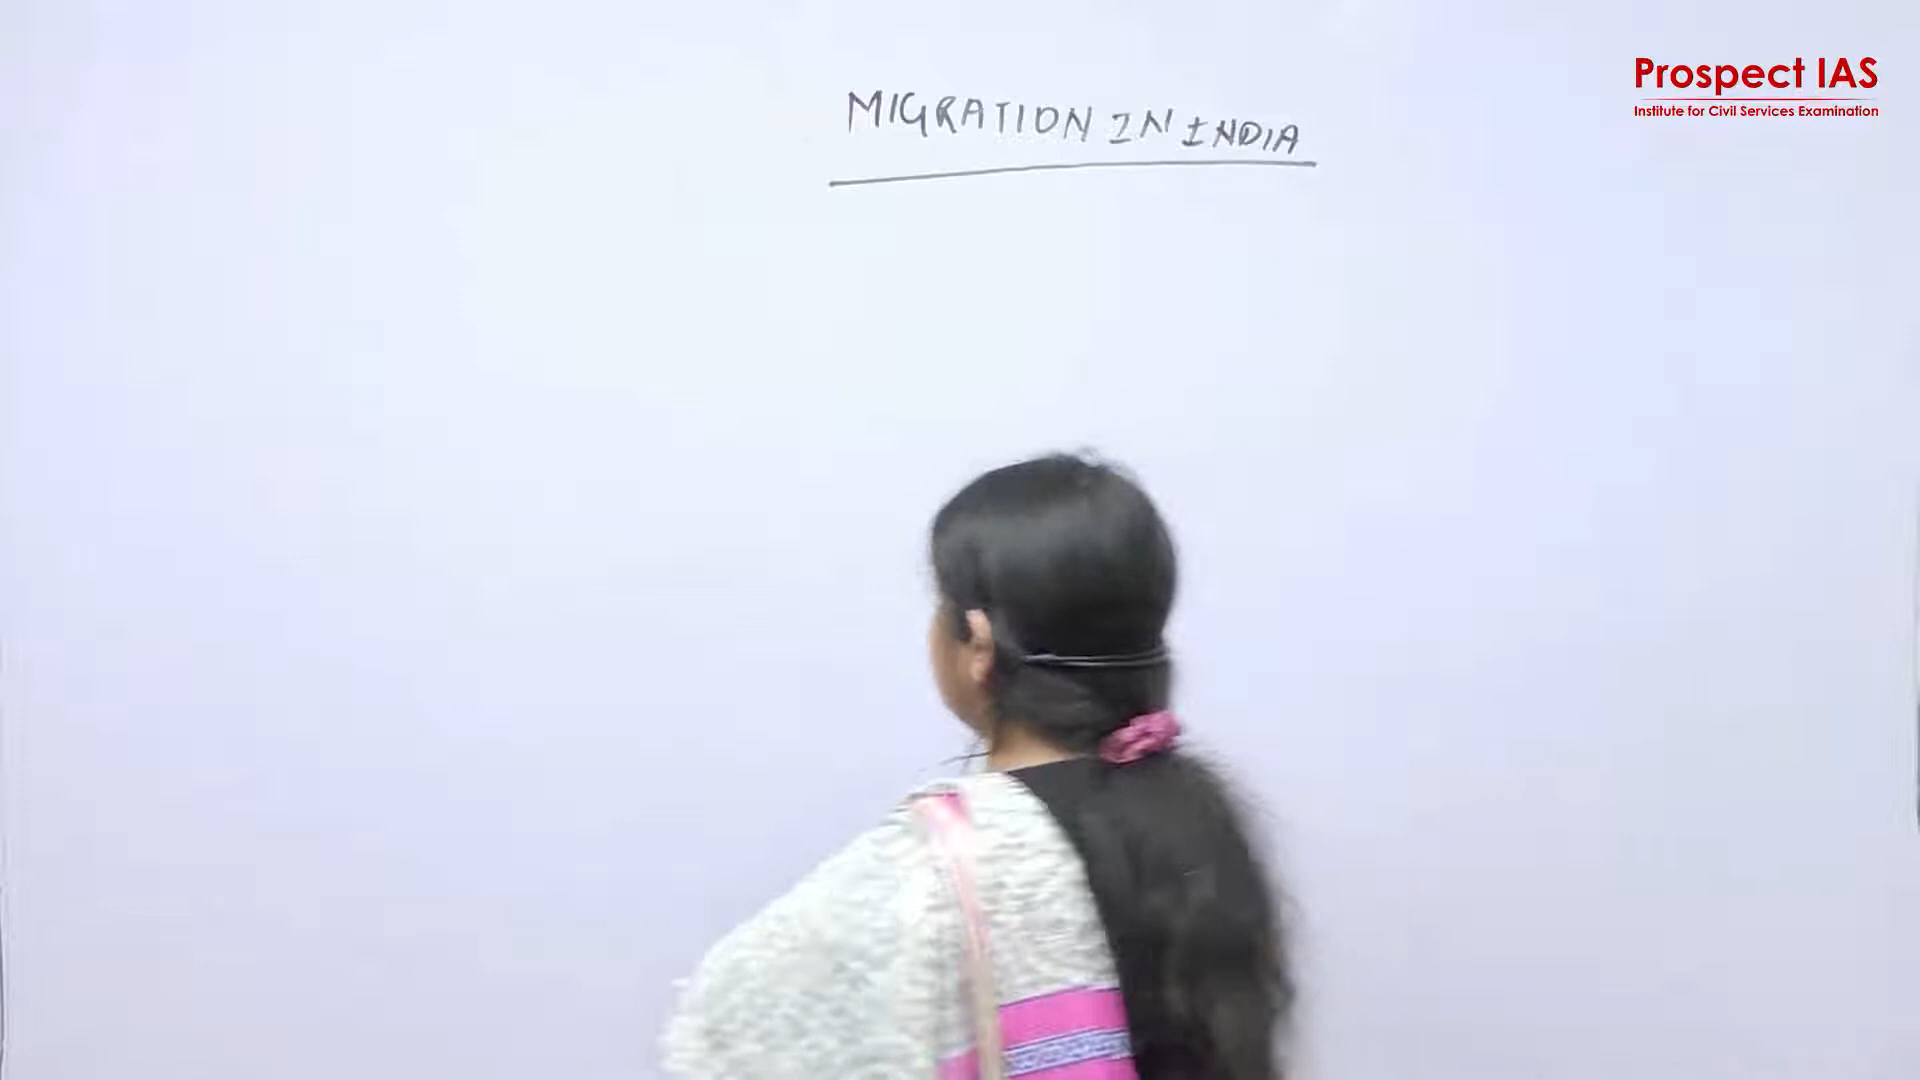 MIGRATION IN INDIA
Prospect IAS
Institute for Civil Services Examination